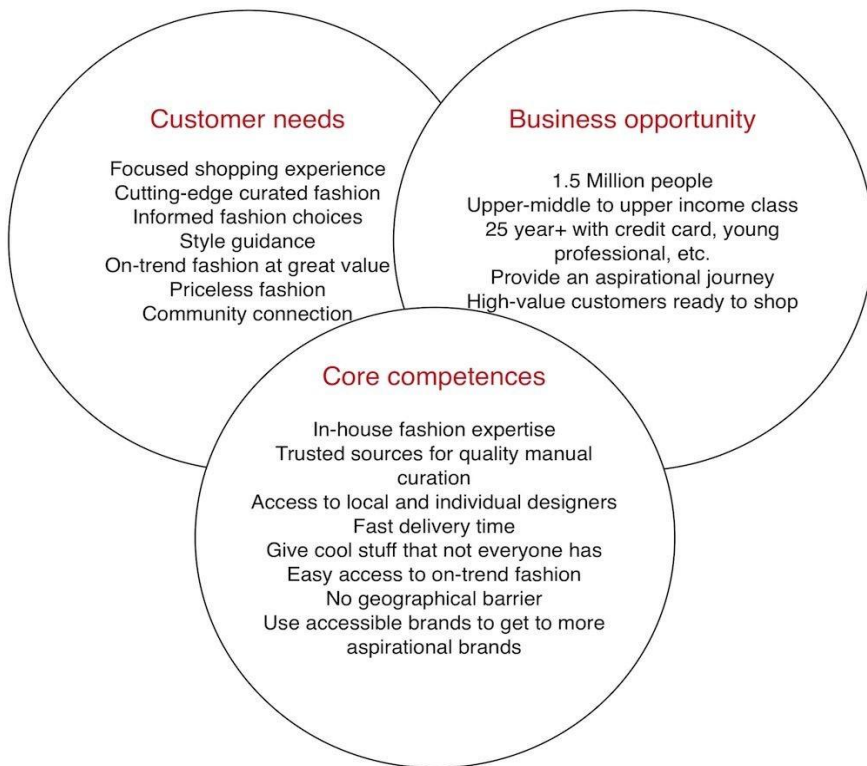 Customer needs
Focused shopping experience
Cutting-edge curated fashion
Informed fashion choices
Style guidance
On-trend fashion at great value
Priceless fashion
Community connection
Business opportunity
1.5 Million people
Upper-middle to upper income class
25 year+ with credit card, young
professional, etc.
Provide an aspirational journey
High-value customers ready to shop
Core competences
In-house fashion expertise
Trusted sources for quality manual
curation
Access to local and individual designers
Fast delivery time
Give cool stuff that not everyone has
Easy access to on-trend fashion
No geographical barrier
Use accessible brands to get to more
aspirational brands